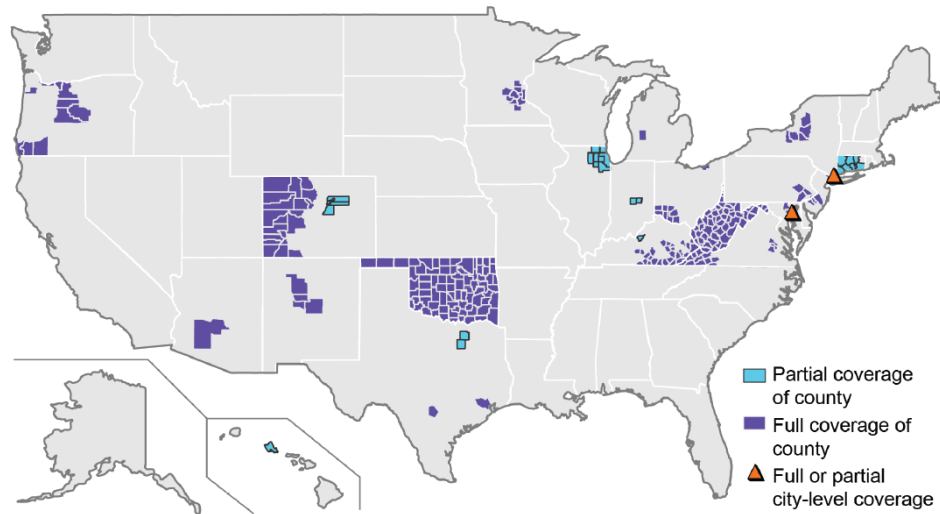 Partial coverage
of county
Full coverage of
county
Full or partial
city-level coverage